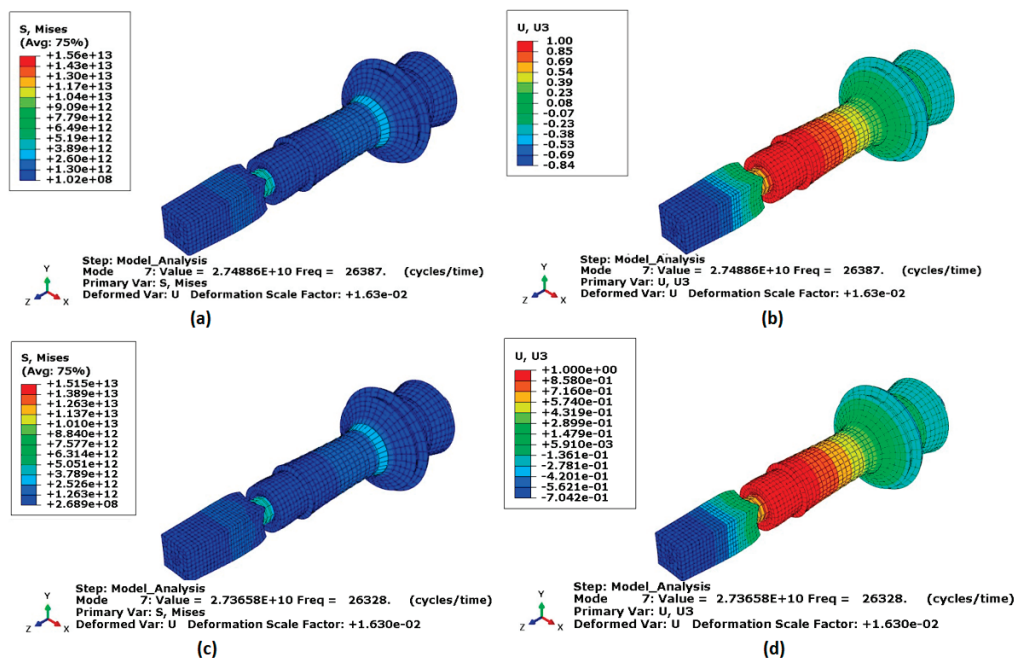 S, Mises
(Avg: 75%)
+1.56e+13
+1.43e+13
+1.30e+13
+1.17e+13
+1.04e+13
+9.09e+12
+7.79e+12
+6.49e+12
+5.19e+12
+3.89e+12
+2.60e+12
+1.30e+12
+1.02e+08
Y
Z
X
Step: Model_Analysis
Mode 7: Value = 2.74886E+10 Freq = 26387. (cycles/time)
Primary Var: S, Mises
Deformed Var: U Deformation Scale Factor: +1.63e-02
(a)
U, U3
1.00
0.85
0.69
0.54
0.39
0.23
0.08
-0.07
-0.23
-0.38
-0.53
-0.69
-0.84
Y
Z
X
Step: Model_Analysis
Mode 7: Value = 2.74886E+10 Freq = 26387. (cycles/time)
Primary Var: U, U3
Deformed Var: U Deformation Scale Factor: +1.63e-02
(b)
S, Mises
(Avg: 75%)
+1.515e+13
+1.389e+13
+1.263e+13
+1.137e+13
+1.010e+13
+8.840e+12
+7.577e+12
+6.314e+12
+5.051e+12
+3.789e+12
+2.526e+12
+1.263e+12
+2.689e+08
Y
Z
X
Step: Model_Analysis
Mode 7: Value = 2.73658E+10 Freq = 26328. (cycles/time)
Primary Var: S, Mises
Deformed Var: U Deformation Scale Factor: +1.630e-02
(c)
U, U3
+1.000e+00
+8.580e-01
+7.160e-01
+5.740e-01
+4.319e-01
+2.899e-01
+1.479e-01
+5.910e-03
-1.361e-01
-2.781e-01
-4.201e-01
-5.621e-01
-7.042e-01
Y
Z
X
Step: Model_Analysis
Mode 7: Value = 2.73658E+10 Freq = 26328. (cycles/time)
Primary Var: U, U3
Deformed Var: U Deformation Scale Factor: +1.630e-02
(d)